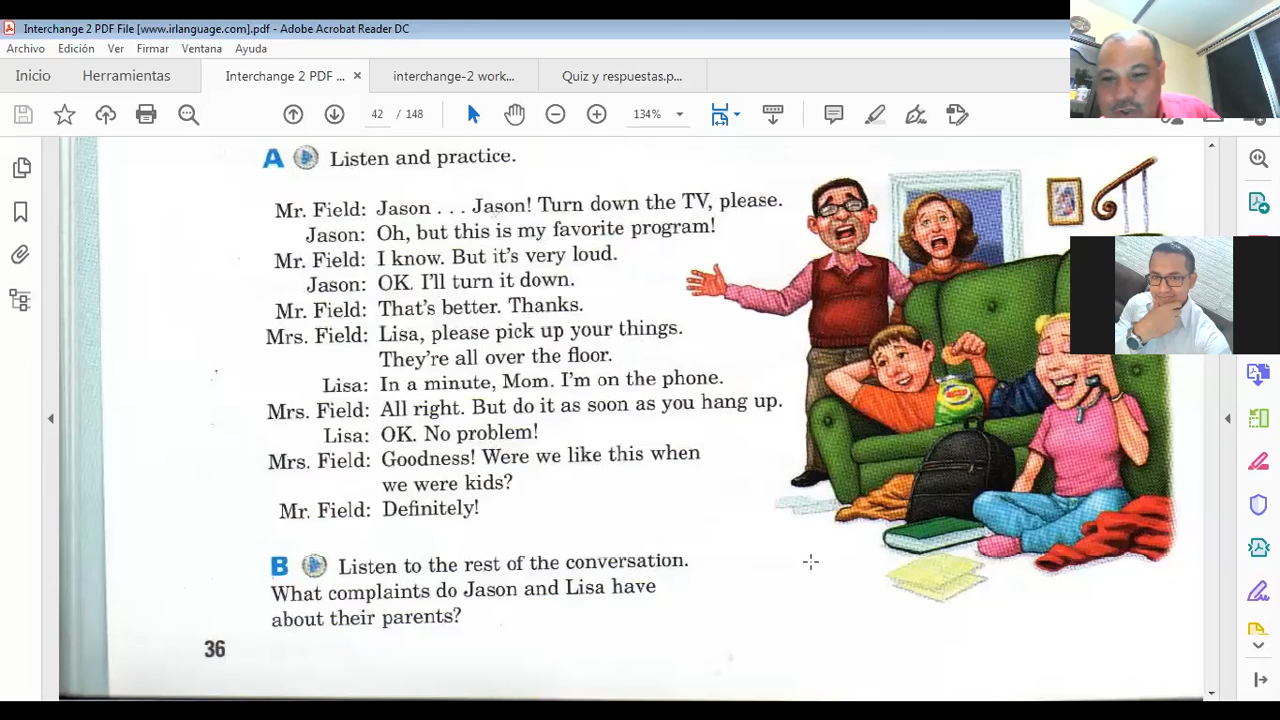 Interchange 2 PDF File [www.irlanguage.com].pdf - Adobe Acrobat Reader DC
Archivo Edición Ver Firmar Ventana Ayuda
Inicio Herramientas Interchange 2 PDF ... × interchange-2 work... Quiz y respuestas.p...
42 / 148 134%
A Listen and practice.
Mr. Field: Jason . . . Jason! Turn down the TV, please.
Jason: Oh, but this is my favorite program!
Mr. Field: I know. But it's very loud.
Jason: OK. I'll turn it down.
Mr. Field: That's better. Thanks.
Mrs. Field: Lisa, please pick up your things.
They're all over the floor.
Lisa: In a minute, Mom. I'm on the phone.
Mrs. Field: All right. But do it as soon as you hang up.
Lisa: OK. No problem!
Mrs. Field: Goodness! Were we like this when
we were kids?
Mr. Field: Definitely!
B Listen to the rest of the conversation.
What complaints do Jason and Lisa have
about their parents?
36